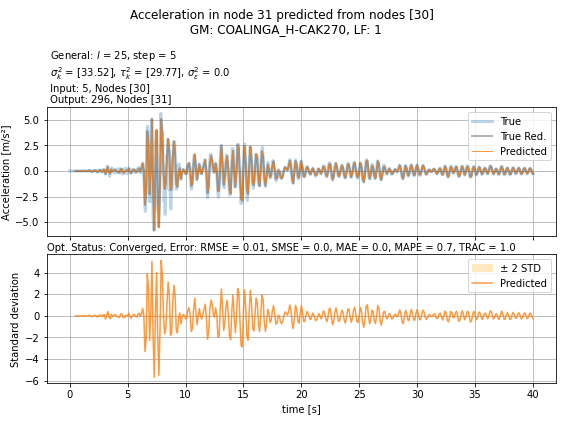 Acceleration in node 31 predicted from nodes [30]
GM: COALINGA_H-CAK270, LF: 1
General: l = 25, step = 5
σ²ₖ = [33.52], τ²ₖ = [29.77], σ²ε = 0.0
Input: 5, Nodes [30]
Output: 296, Nodes [31]
Acceleration [m/s²]
5.0
2.5
0.0
−2.5
−5.0
True
True Red.
Predicted
Opt. Status: Converged, Error: RMSE = 0.01, SMSE = 0.0, MAE = 0.0, MAPE = 0.7, TRAC = 1.0
Standard deviation
4
2
0
−2
−4
−6
± 2 STD
Predicted
0 5 10 15 20 25 30 35 40
time [s]